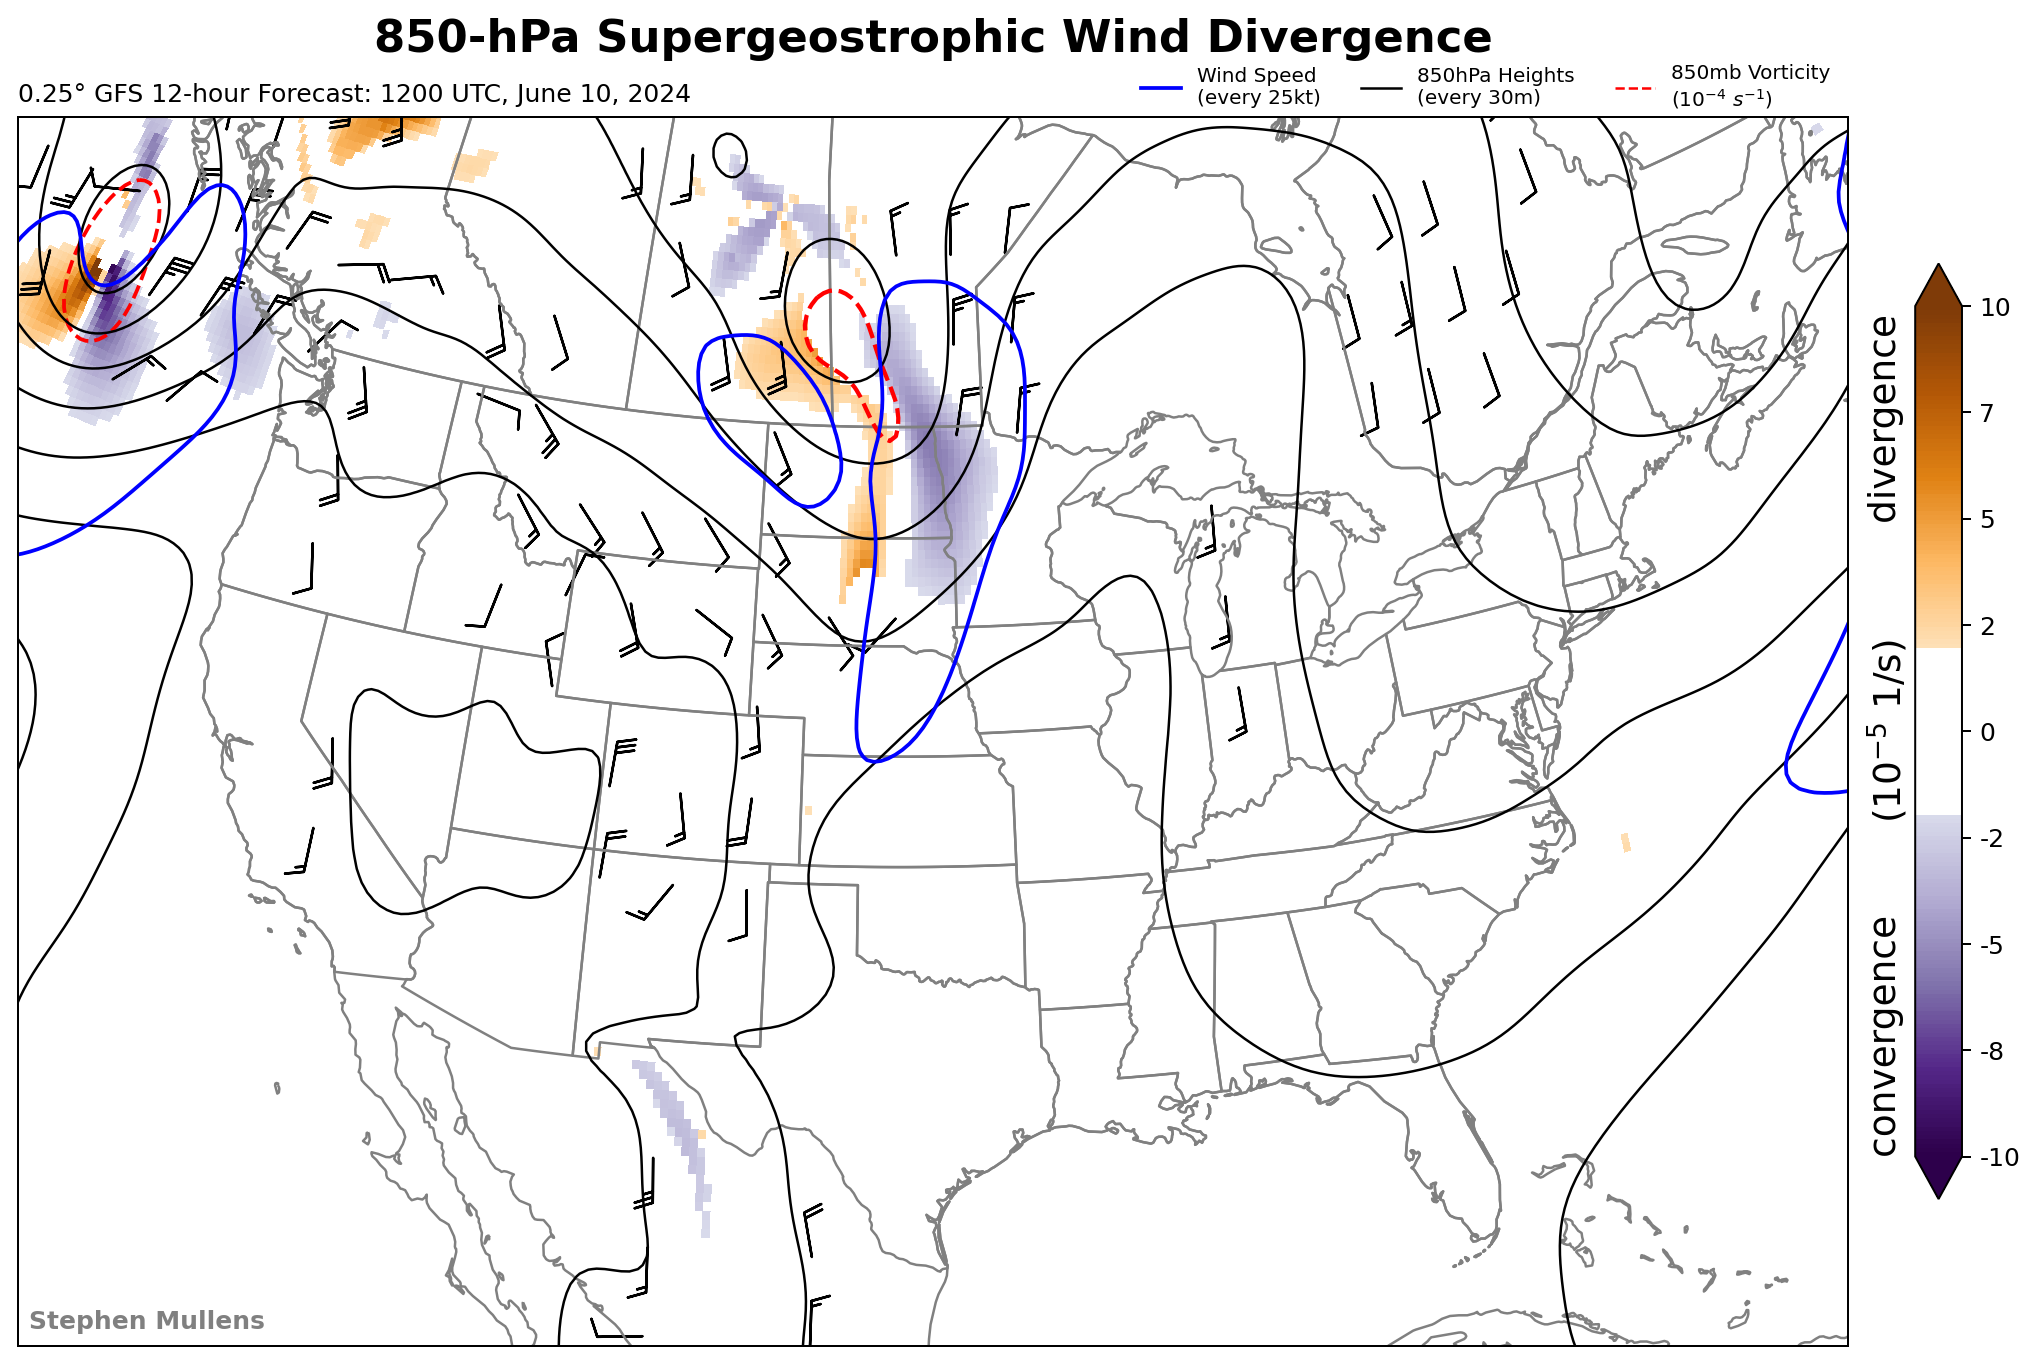 850-hPa Supergeostrophic Wind Divergence
0.25° GFS 12-hour Forecast: 1200 UTC, June 10, 2024
Wind Speed
(every 25kt)
850hPa Heights
(every 30m)
850mb Vorticity
(10⁻⁴ s⁻¹)
10
7
5
2
0
-2
-5
-8
-10
convergence (10⁻⁵ 1/s) divergence
Stephen Mullens